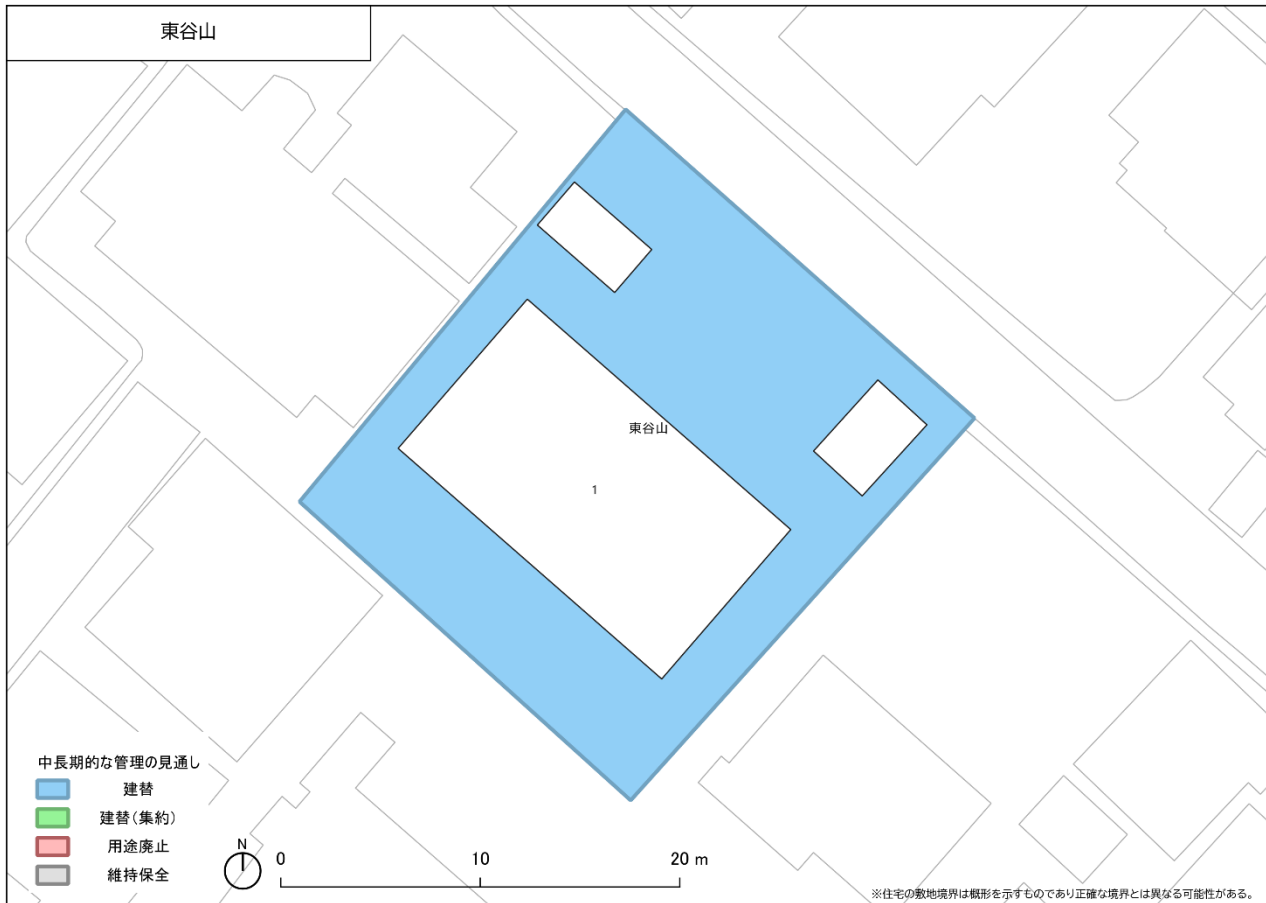 東谷山
東谷山
1
中長期的な管理の見通し
建替
建替(集約)
用途廃止
維持保全
N
0 10 20 m
※住宅の敷地境界は概形を示すものであり正確な境界とは異なる可能性がある。